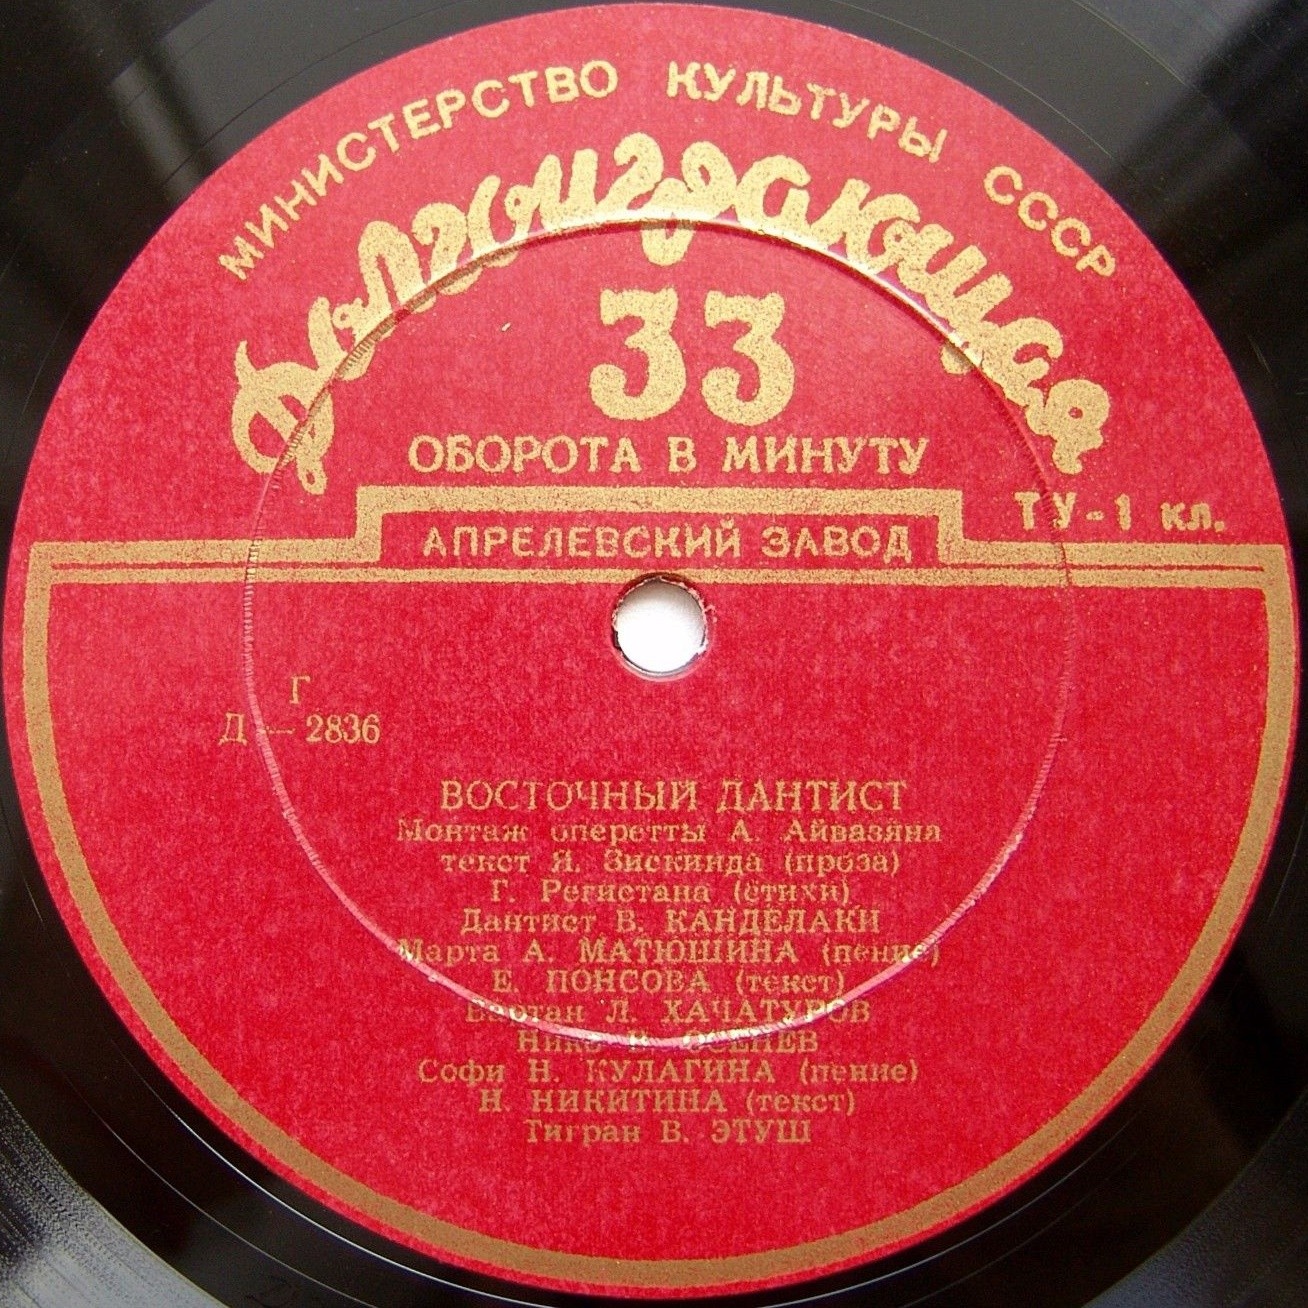 МИНИСТЕРСТВО КУЛЬТУРЫ СССР
Долгоиграющая
33
ОБОРОТА В МИНУТУ
ТУ-1 кл.
АПРЕЛЕВСКИЙ ЗАВОД
Г
Д — 2836
ВОСТОЧНЫЙ ДАНТИСТ
Монтаж оперетты А. Айвазяна
текст Я. Зискинда (проза)
Г. Регистана (стихи)
Дантист В. КАНДЕЛАКИ
Марта А. МАТЮШИНА (пение)
Е. ПОНСОВА (текст)
Вартан Л. ХАЧАТУРОВ
Нико В. ОСЕНЕВ
Софи Н. КУЛАГИНА (пение)
Н. НИКИТИНА (текст)
Тигран В. ЭТУШ